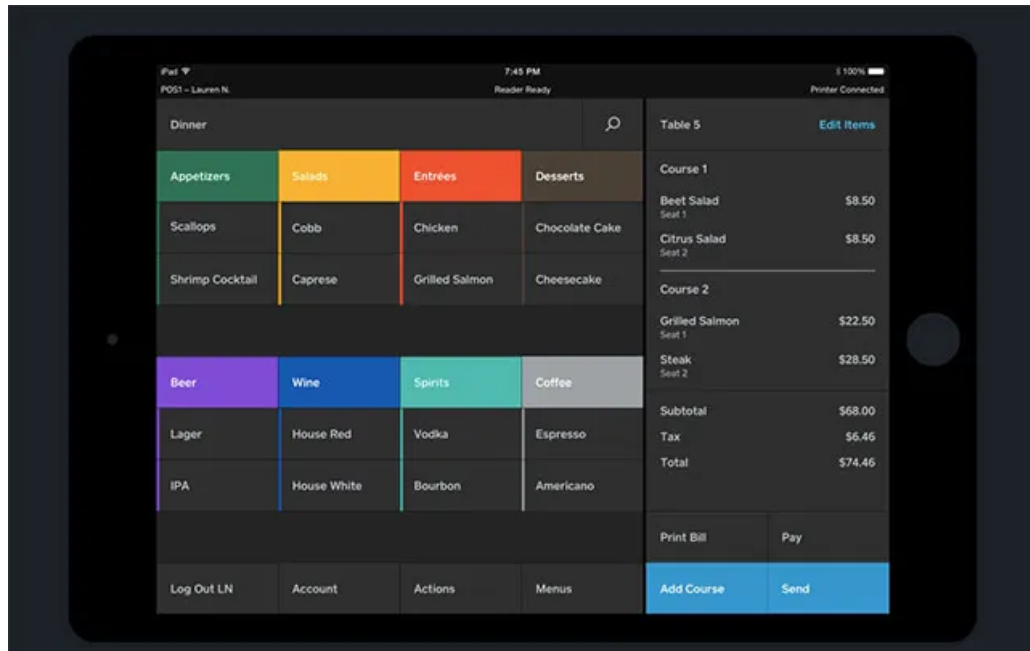 iPad 7:45 PM 100%
POS1 – Lauren N. Reader Ready Printer Connected
Dinner
Appetizers Salads Entrées Desserts
Scallops Cobb Chicken Chocolate Cake
Shrimp Cocktail Caprese Grilled Salmon Cheesecake
Beer Wine Spirits Coffee
Lager House Red Vodka Espresso
IPA House White Bourbon Americano
Log Out LN Account Actions Menus
Table 5 Edit Items
Course 1
Beet Salad $8.50
Seat 1
Citrus Salad $8.50
Seat 2
Course 2
Grilled Salmon $22.50
Seat 1
Steak $28.50
Seat 2
Subtotal $68.00
Tax $6.46
Total $74.46
Print Bill Pay
Add Course Send